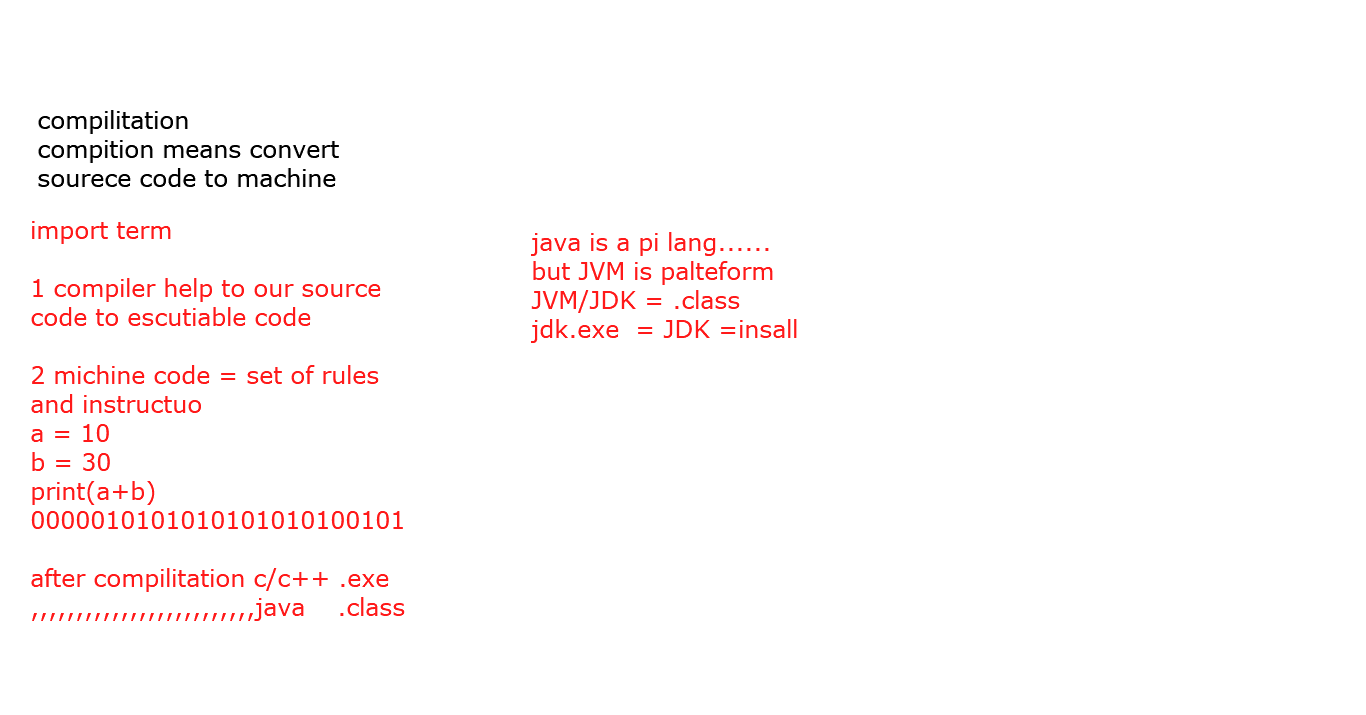 compilitation
compition means convert
sourece code to machine
import term
1 compiler help to our source
code to escutiable code
2 michine code = set of rules
and instructuo
a = 10
b = 30
print(a+b)
0000010101010101010100101
after compilitation c/c++ .exe
,,,,,,,,,,,,,,,,,,,,,,,,,java .class
java is a pi lang......
but JVM is palteform
JVM/JDK = .class
jdk.exe = JDK =insall